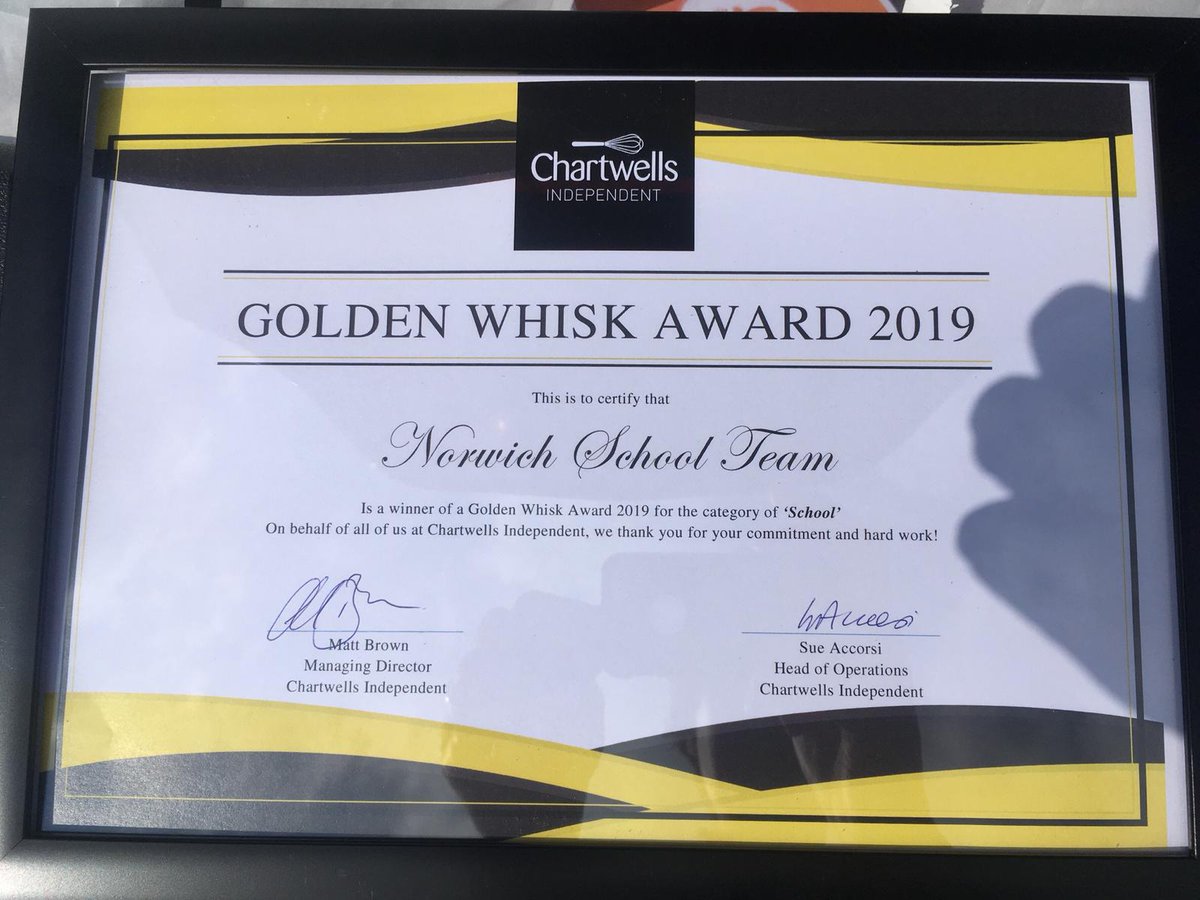 Chartwells
INDEPENDENT
GOLDEN WHISK AWARD 2019
This is to certify that
Norwich School Team
Is a winner of a Golden Whisk Award 2019 for the category of ‘School’
On behalf of all of us at Chartwells Independent, we thank you for your commitment and hard work!
Matt Brown
Managing Director
Chartwells Independent
Sue Accorsi
Head of Operations
Chartwells Independent